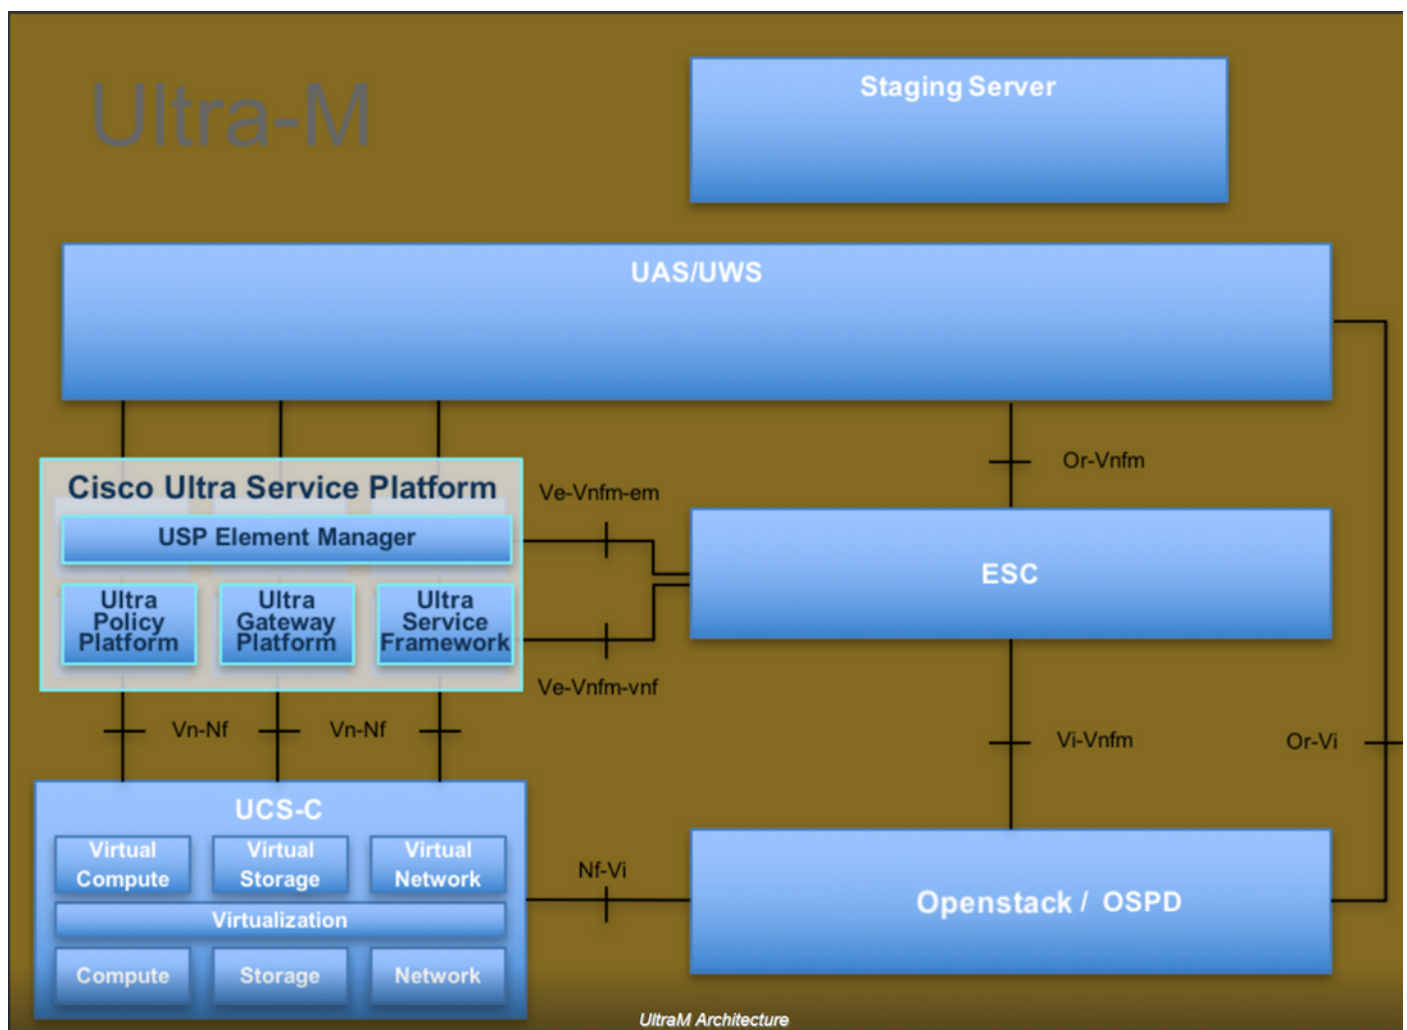 Ultra-M
Staging Server
UAS/UWS
Or-Vnfm
Cisco Ultra Service Platform
Ve-Vnfm-em
USP Element Manager
ESC
Ultra
Policy
Platform
Ultra
Gateway
Platform
Ultra
Service
Framework
Ve-Vnfm-vnf
Vn-Nf
Vn-Nf
Vi-Vnfm
Or-Vi
UCS-C
Virtual
Compute
Virtual
Storage
Virtual
Network
Nf-Vi
Openstack / OSPD
Virtualization
Compute
Storage
Network
UltraM Architecture